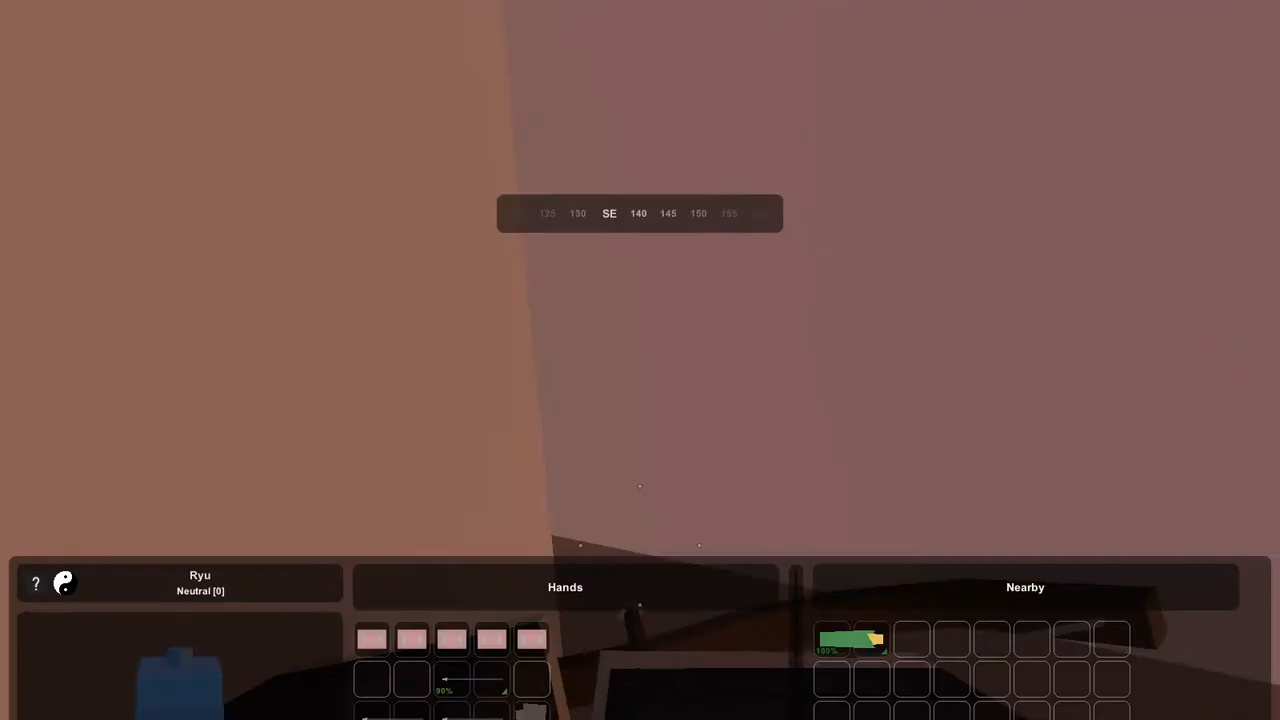 125 130 SE 140 145 150 155
?
Ryu
Neutral [0]
Hands
Nearby
100%
90%